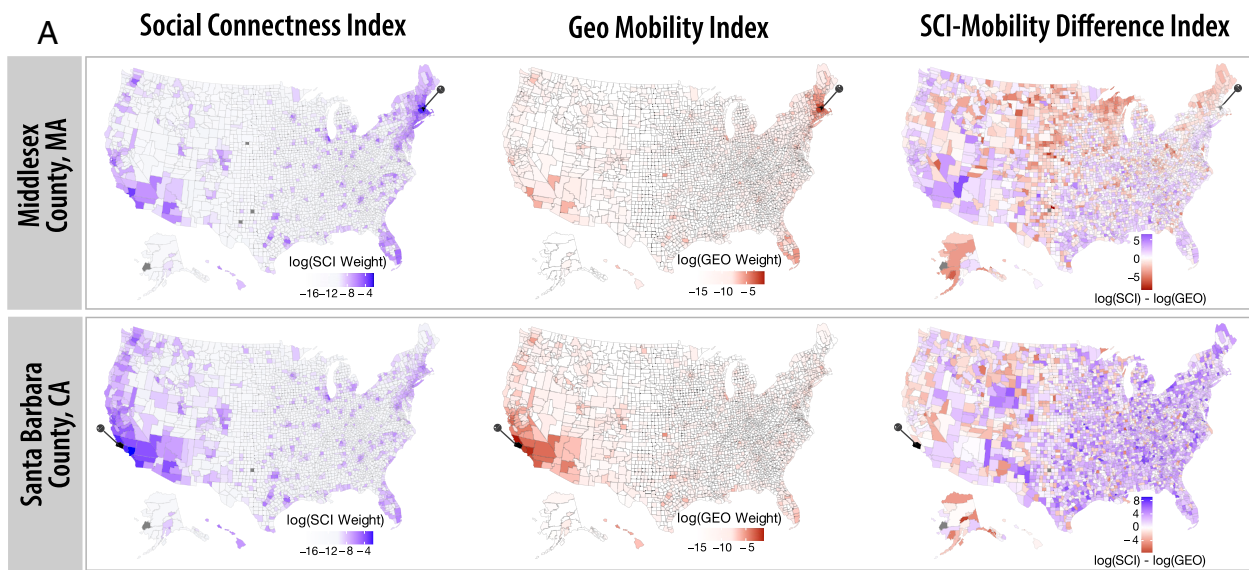 A
Social Connectness Index
Geo Mobility Index
SCI-Mobility Difference Index
Middlesex
County, MA
log(SCI Weight)
−16−12−8 −4
log(GEO Weight)
−15 −10 −5
5
0
−5
log(SCI) - log(GEO)
Santa Barbara
County, CA
log(SCI Weight)
−16−12−8 −4
log(GEO Weight)
−15 −10 −5
8
4
0
−4
log(SCI) - log(GEO)